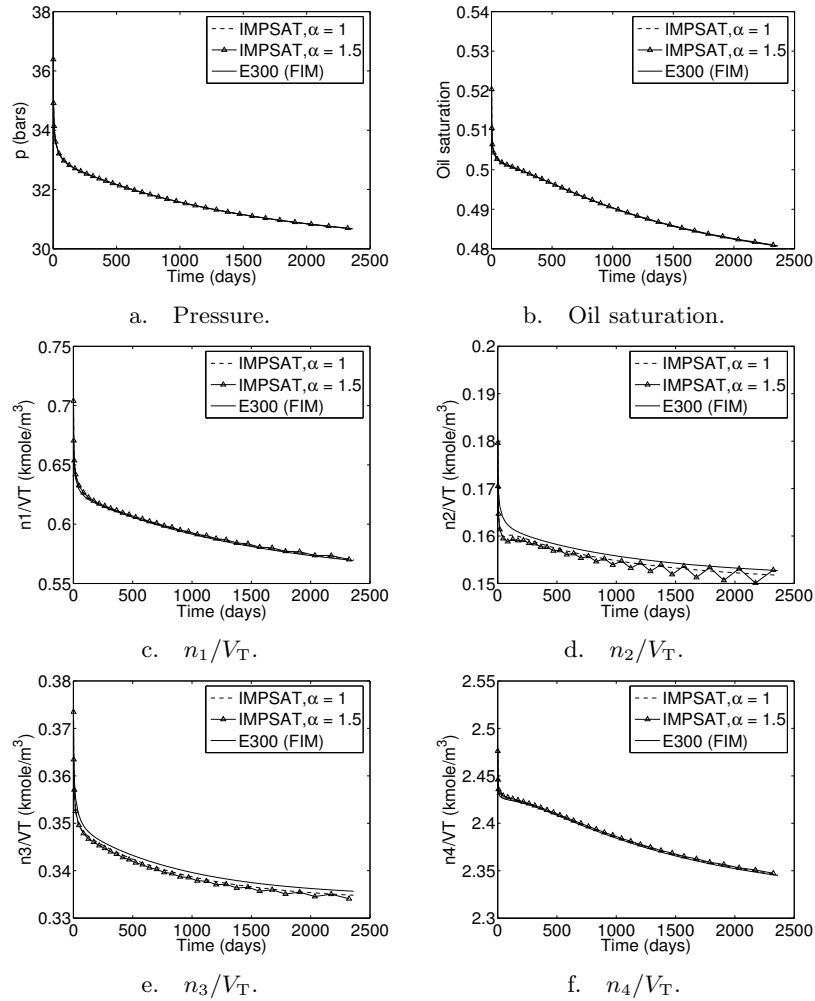 38
36
34
32
30
p (bars)
0 500 1000 1500 2000 2500
Time (days)
IMPSAT,α = 1
IMPSAT,α = 1.5
E300 (FIM)
a. Pressure.
0.54
0.53
0.52
0.51
0.5
0.49
0.48
Oil saturation
0 500 1000 1500 2000 2500
Time (days)
IMPSAT,α = 1
IMPSAT,α = 1.5
E300 (FIM)
b. Oil saturation.
0.75
0.7
0.65
0.6
0.55
n1/VT (kmole/m³)
0 500 1000 1500 2000 2500
Time (days)
IMPSAT,α = 1
IMPSAT,α = 1.5
E300 (FIM)
c. n₁/V_T.
0.2
0.19
0.18
0.17
0.16
0.15
n2/VT (kmole/m³)
0 500 1000 1500 2000 2500
Time (days)
IMPSAT,α = 1
IMPSAT,α = 1.5
E300 (FIM)
d. n₂/V_T.
0.38
0.37
0.36
0.35
0.34
0.33
n3/VT (kmole/m³)
0 500 1000 1500 2000 2500
Time (days)
IMPSAT,α = 1
IMPSAT,α = 1.5
E300 (FIM)
e. n₃/V_T.
2.55
2.5
2.45
2.4
2.35
2.3
n4/VT (kmole/m³)
0 500 1000 1500 2000 2500
Time (days)
IMPSAT,α = 1
IMPSAT,α = 1.5
E300 (FIM)
f. n₄/V_T.